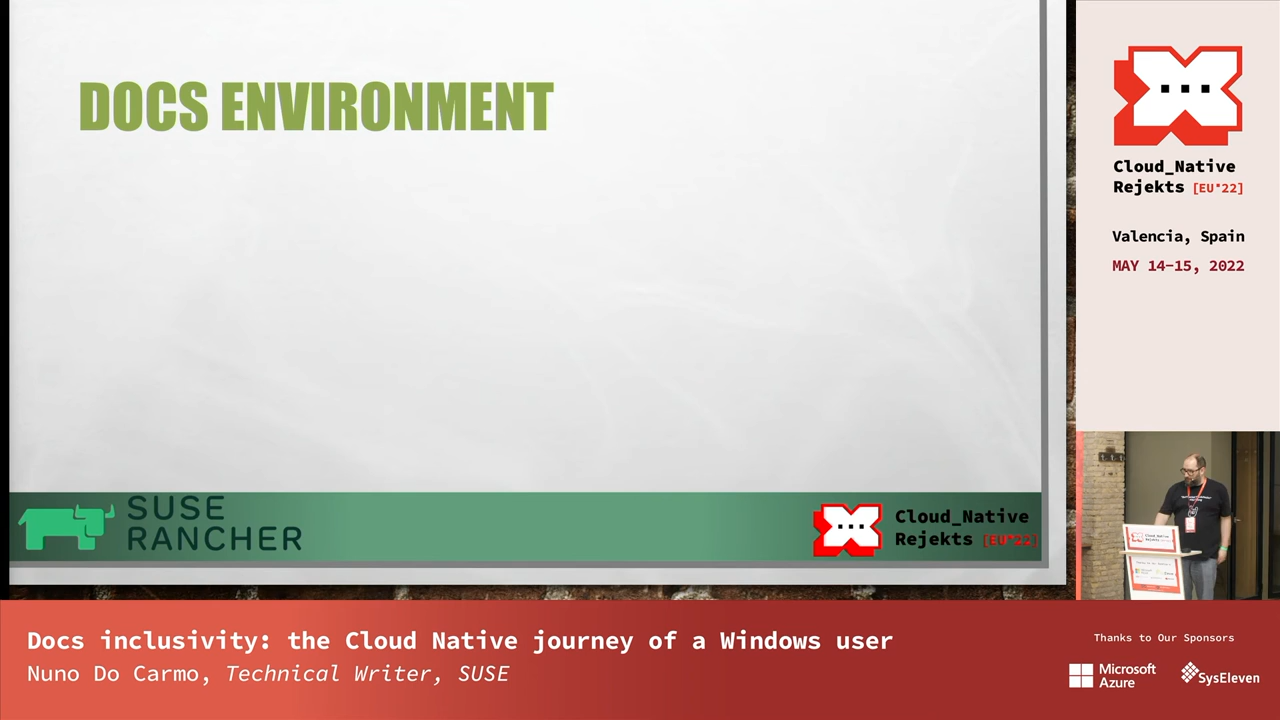 DOCS ENVIRONMENT
SUSE
RANCHER
Cloud_Native
Rejekts [EU'22]
Cloud_Native
Rejekts [EU'22]
Valencia, Spain
MAY 14-15, 2022
Docs inclusivity: the Cloud Native journey of a Windows user
Nuno Do Carmo, Technical Writer, SUSE
Thanks to Our Sponsors
Microsoft
Azure
SysEleven